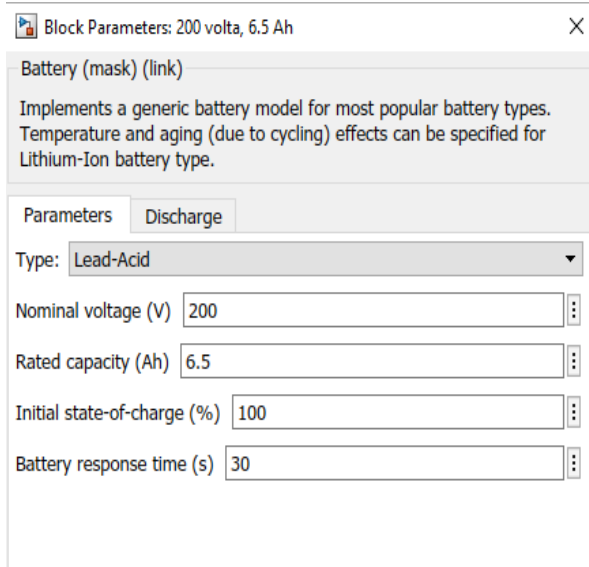 Block Parameters: 200 volta, 6.5 Ah
Battery (mask) (link)
Implements a generic battery model for most popular battery types.
Temperature and aging (due to cycling) effects can be specified for
Lithium-Ion battery type.
Parameters Discharge
Type: Lead-Acid
Nominal voltage (V) 200
Rated capacity (Ah) 6.5
Initial state-of-charge (%) 100
Battery response time (s) 30